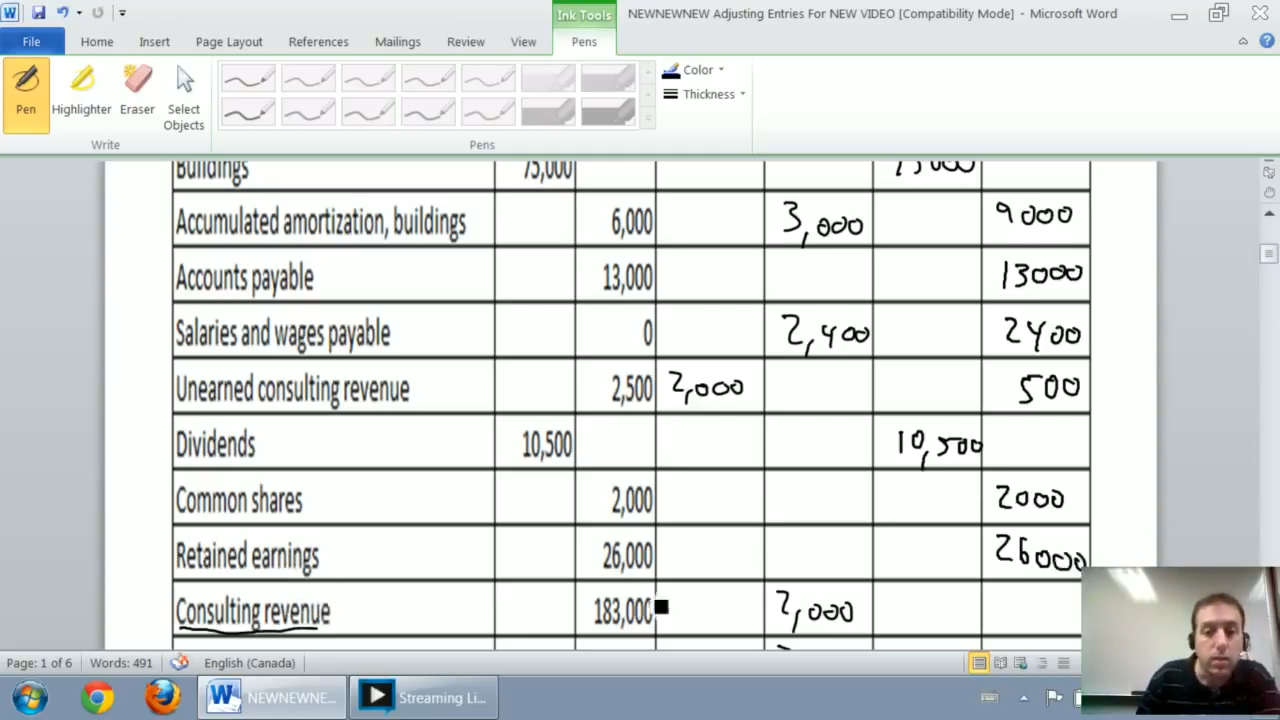 NEWNEWNEW Adjusting Entries For NEW VIDEO [Compatibility Mode] - Microsoft Word
Ink Tools
File Home Insert Page Layout References Mailings Review View Pens
Pen Highlighter Eraser Select Objects
Color
Thickness
Write Pens
Buildings 75,000 75000
Accumulated amortization, buildings 6,000 3,000 9000
Accounts payable 13,000 13000
Salaries and wages payable 0 2,400 2400
Unearned consulting revenue 2,500 2,000 500
Dividends 10,500 10,500
Common shares 2,000 2000
Retained earnings 26,000 26000
Consulting revenue 183,000 2,000
Page: 1 of 6 Words: 491 English (Canada)
NEWNEWNE... Streaming Li...